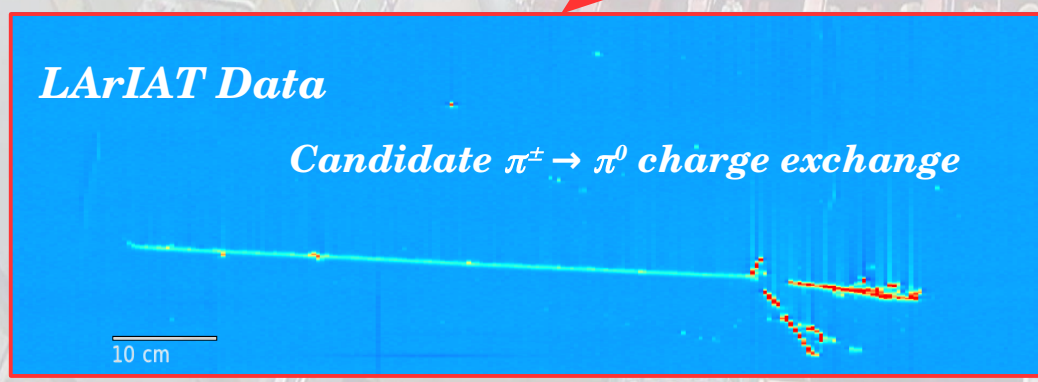 LArIAT Data
Candidate π± → π⁰ charge exchange
10 cm